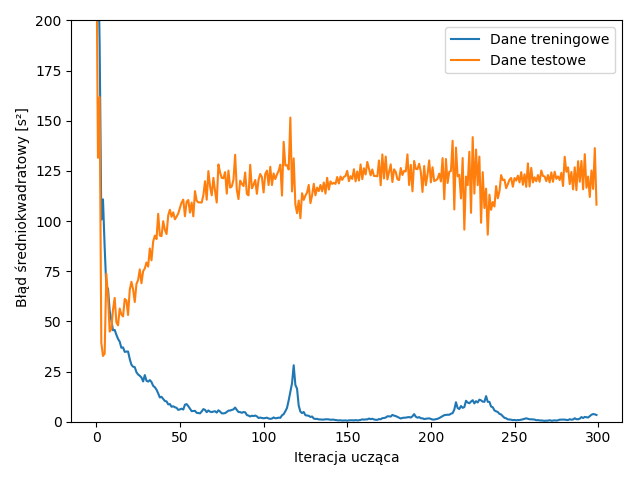 200
175
150
125
100
75
50
25
0
Błąd średniokwadratowy [s²]
Dane treningowe
Dane testowe
0 50 100 150 200 250 300
Iteracja ucząca